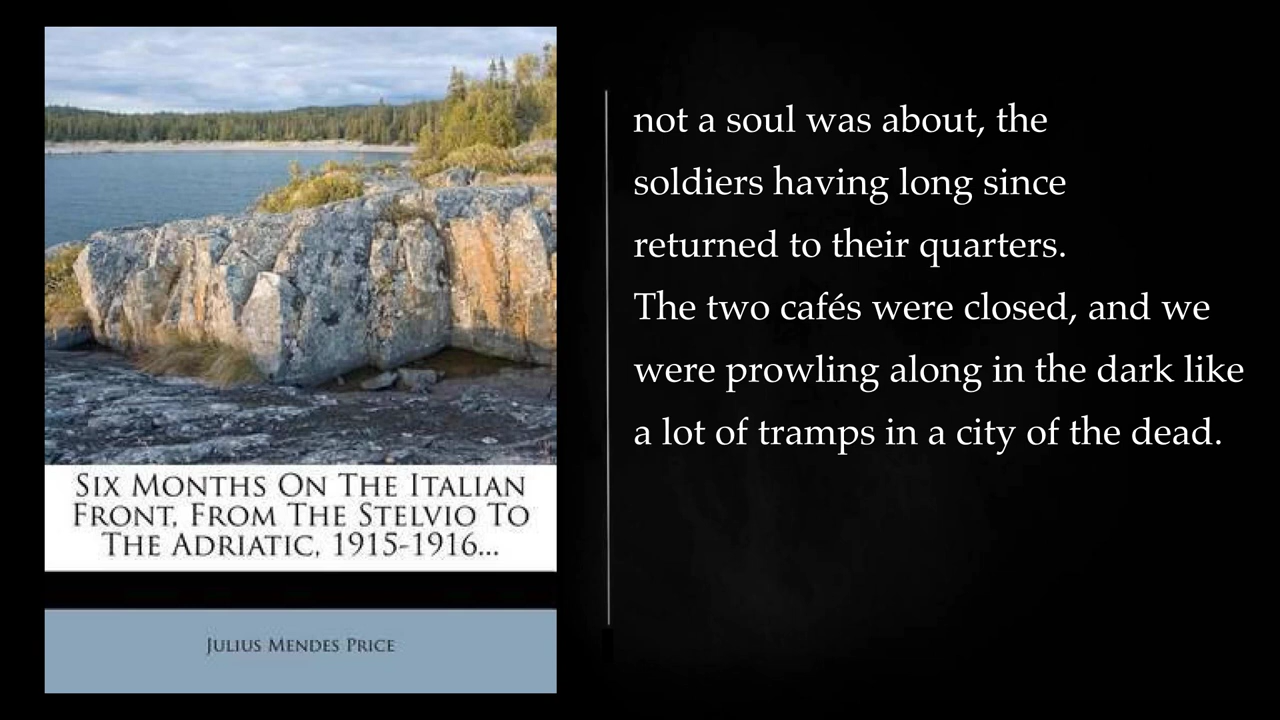 SIX MONTHS ON THE ITALIAN
FRONT, FROM THE STELVIO TO
THE ADRIATIC, 1915-1916...
JULIUS MENDES PRICE
not a soul was about, the
soldiers having long since
returned to their quarters.
The two cafés were closed, and we
were prowling along in the dark like
a lot of tramps in a city of the dead.